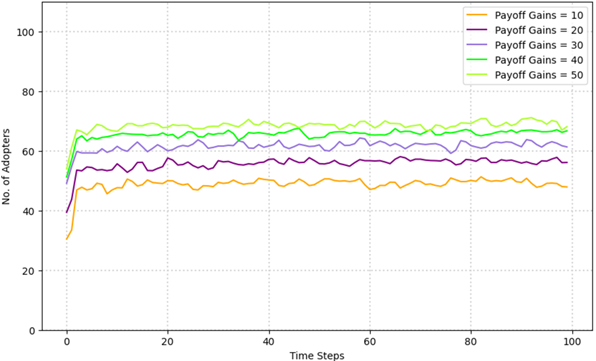 Payoff Gains = 10
Payoff Gains = 20
Payoff Gains = 30
Payoff Gains = 40
Payoff Gains = 50
No. of Adopters
100
80
60
40
20
0
0 20 40 60 80 100
Time Steps